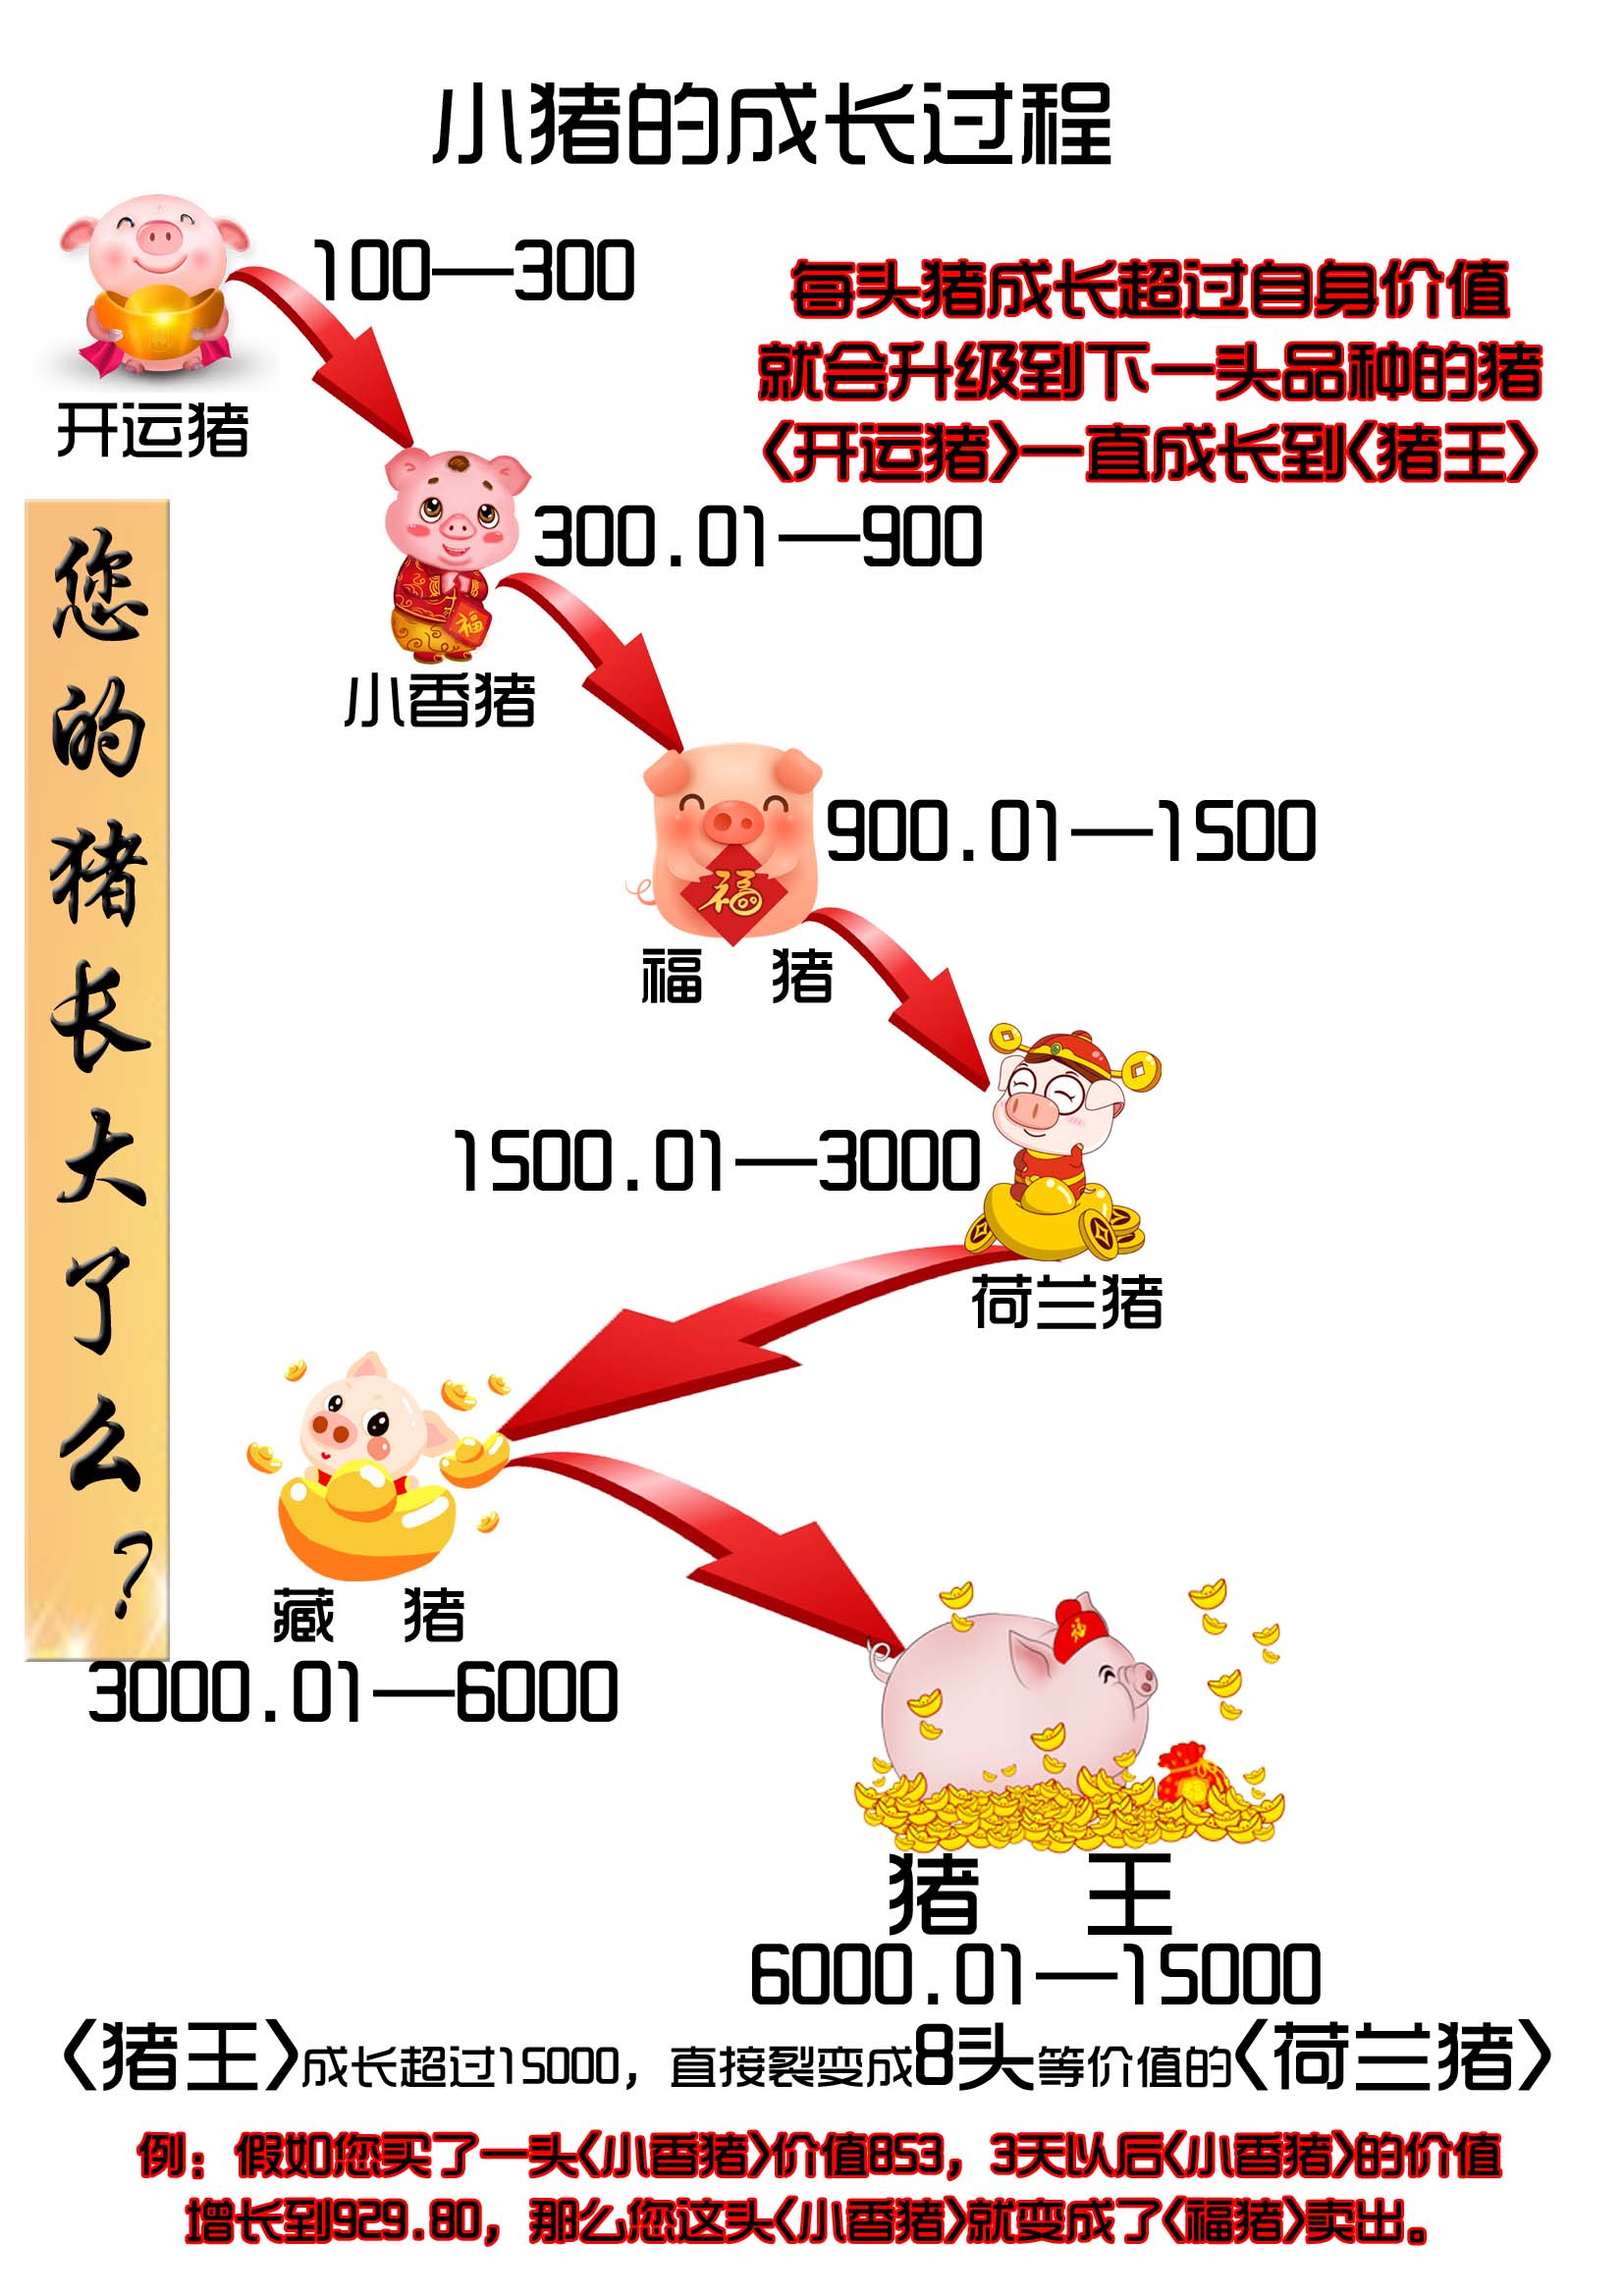 小猪的成长过程
100—300
每头猪成长超过自身价值
就会升级到下一头品种的猪
〈开运猪〉一直成长到〈猪王〉
开运猪
您的猪长大了么?
300.01—900
福
小香猪
900.01—1500
福
福 猪
1500.01—3000
荷兰猪
藏 猪
3000.01—6000
福
猪 王
6000.01—15000
〈猪王〉成长超过15000，直接裂变成8头等价值的〈荷兰猪〉
例：假如您买了一头〈小香猪〉价值853，3天以后〈小香猪〉的价值
增长到929.80，那么您这头〈小香猪〉就变成了〈福猪〉卖出。